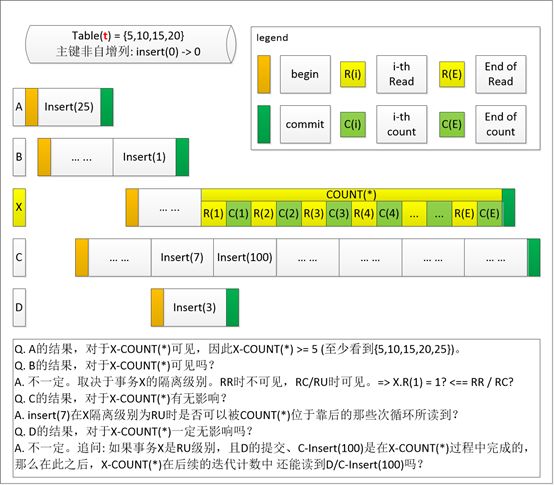 Table(t) = {5,10,15,20}
主键非自增列: insert(0) -> 0
legend
begin
R(i)
i-th
Read
R(E)
End of
Read
commit
C(i)
i-th
count
C(E)
End of
count
A
Insert(25)
B
... ...
Insert(1)
X
... ...
COUNT(*)
R(1) C(1) R(2) C(2) R(3) C(3) R(4) C(4) ... ... R(E) C(E)
C
... ...
Insert(7)
Insert(100)
... ...
... ...
... ...
... ...
D
Insert(3)
Q. A的结果，对于X-COUNT(*)可见，因此X-COUNT(*) >= 5 (至少看到{5,10,15,20,25})。
Q. B的结果，对于X-COUNT(*)可见吗？
A. 不一定。取决于事务X的隔离级别。RR时不可见，RC/RU时可见。=> X.R(1) = 1? <== RR / RC?
Q. C的结果，对于X-COUNT(*)有无影响？
A. insert(7)在X隔离级别为RU时是否可以被COUNT(*)位于靠后的那些次循环所读到？
Q. D的结果，对于X-COUNT(*)一定无影响吗？
A. 不一定。追问: 如果事务X是RU级别，且D的提交、C-Insert(100)是在X-COUNT(*)过程中完成的，
那么在此之后，X-COUNT(*)在后续的迭代计数中 还能读到D/C-Insert(100)吗？